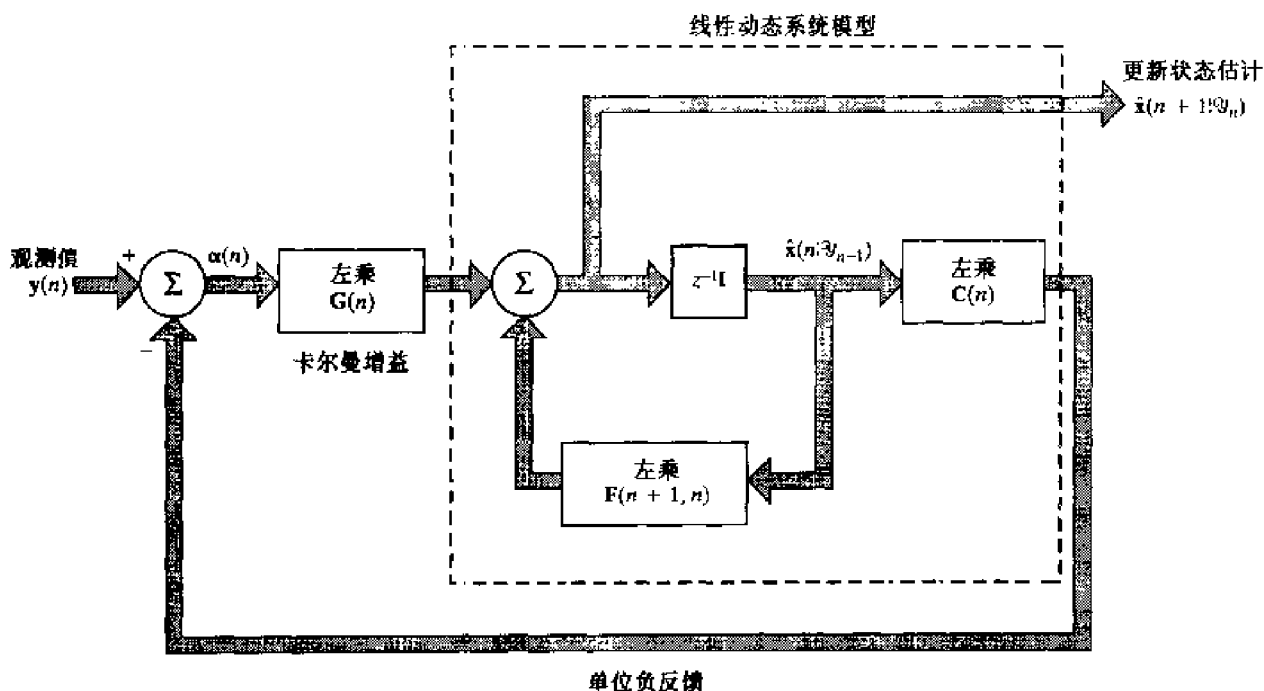 线性动态系统模型
更新状态估计
x̂(n + 1|𝒴ₙ)
观测值
y(n)
+
Σ
α(n)
左乘
G(n)
卡尔曼增益
Σ
z⁻¹I
x̂(n|𝒴ₙ₋₁)
左乘
C(n)
−
左乘
F(n + 1, n)
单位负反馈